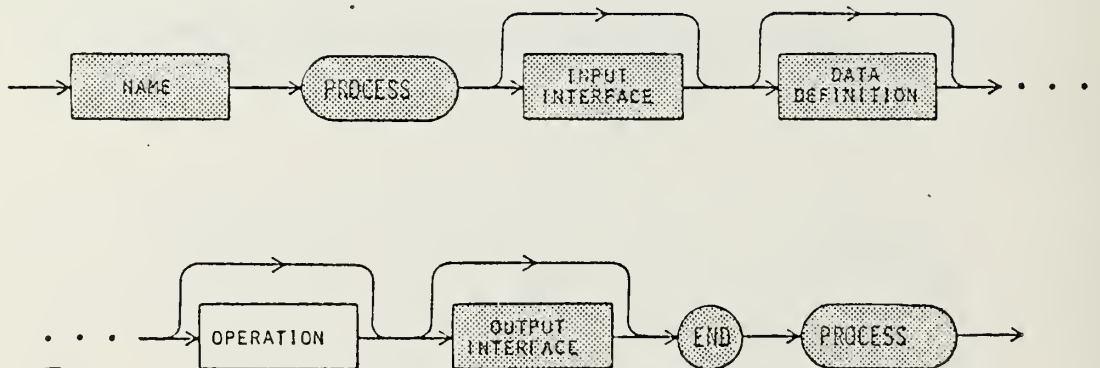 NAME
PROCESS
INPUT
INTERFACE
DATA
DEFINITION
. . .
. . .
OPERATION
OUTPUT
INTERFACE
END
PROCESS